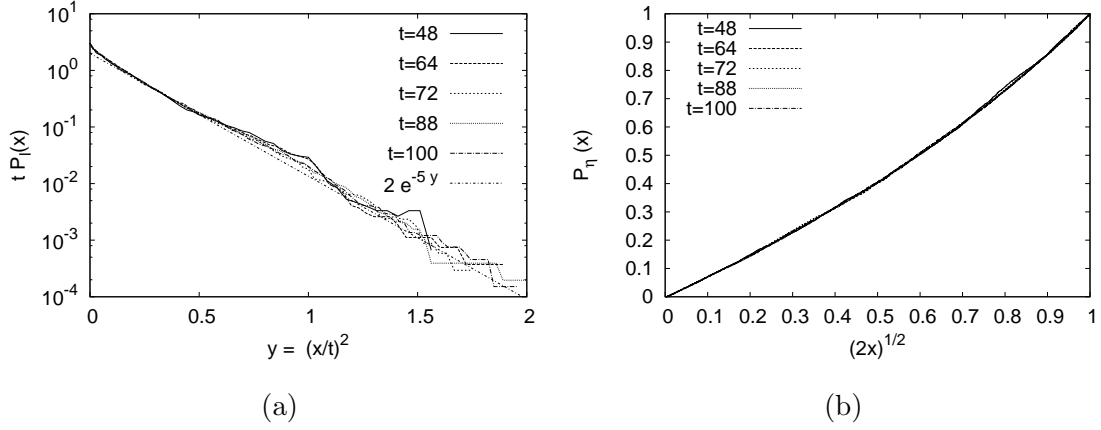 10^1
10^0
10^-1
10^-2
10^-3
10^-4
t P_l(x)
0
0.5
1
1.5
2
y = (x/t)^2
t=48
t=64
t=72
t=88
t=100
2 e^-5 y
(a)
1
0.9
0.8
0.7
0.6
0.5
0.4
0.3
0.2
0.1
0
P_η (x)
0 0.1 0.2 0.3 0.4 0.5 0.6 0.7 0.8 0.9 1
(2x)^1/2
t=48
t=64
t=72
t=88
t=100
(b)